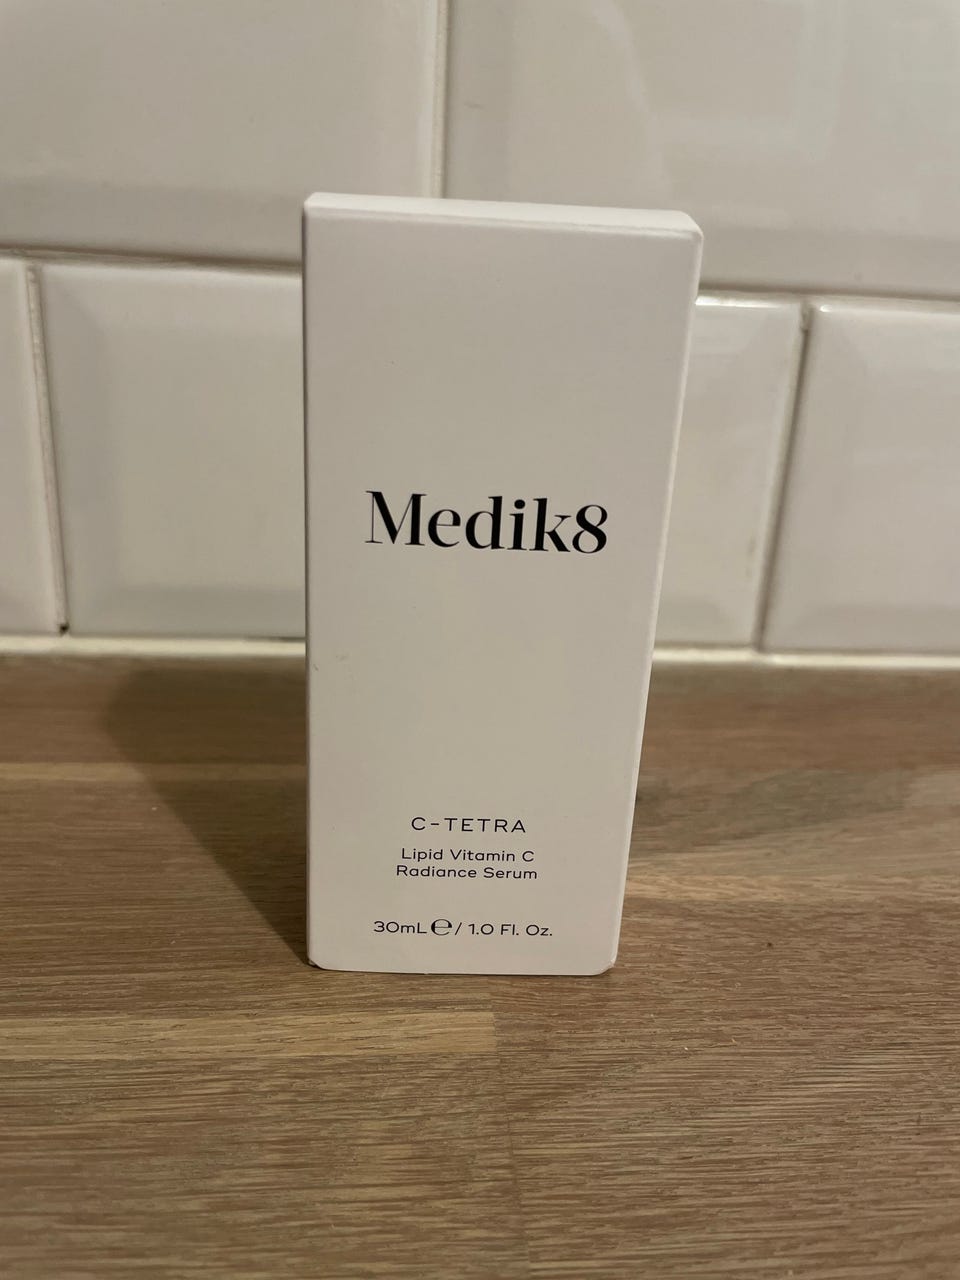 Medik8
C-TETRA
Lipid Vitamin C
Radiance Serum
30mL ℮ / 1.0 Fl. Oz.